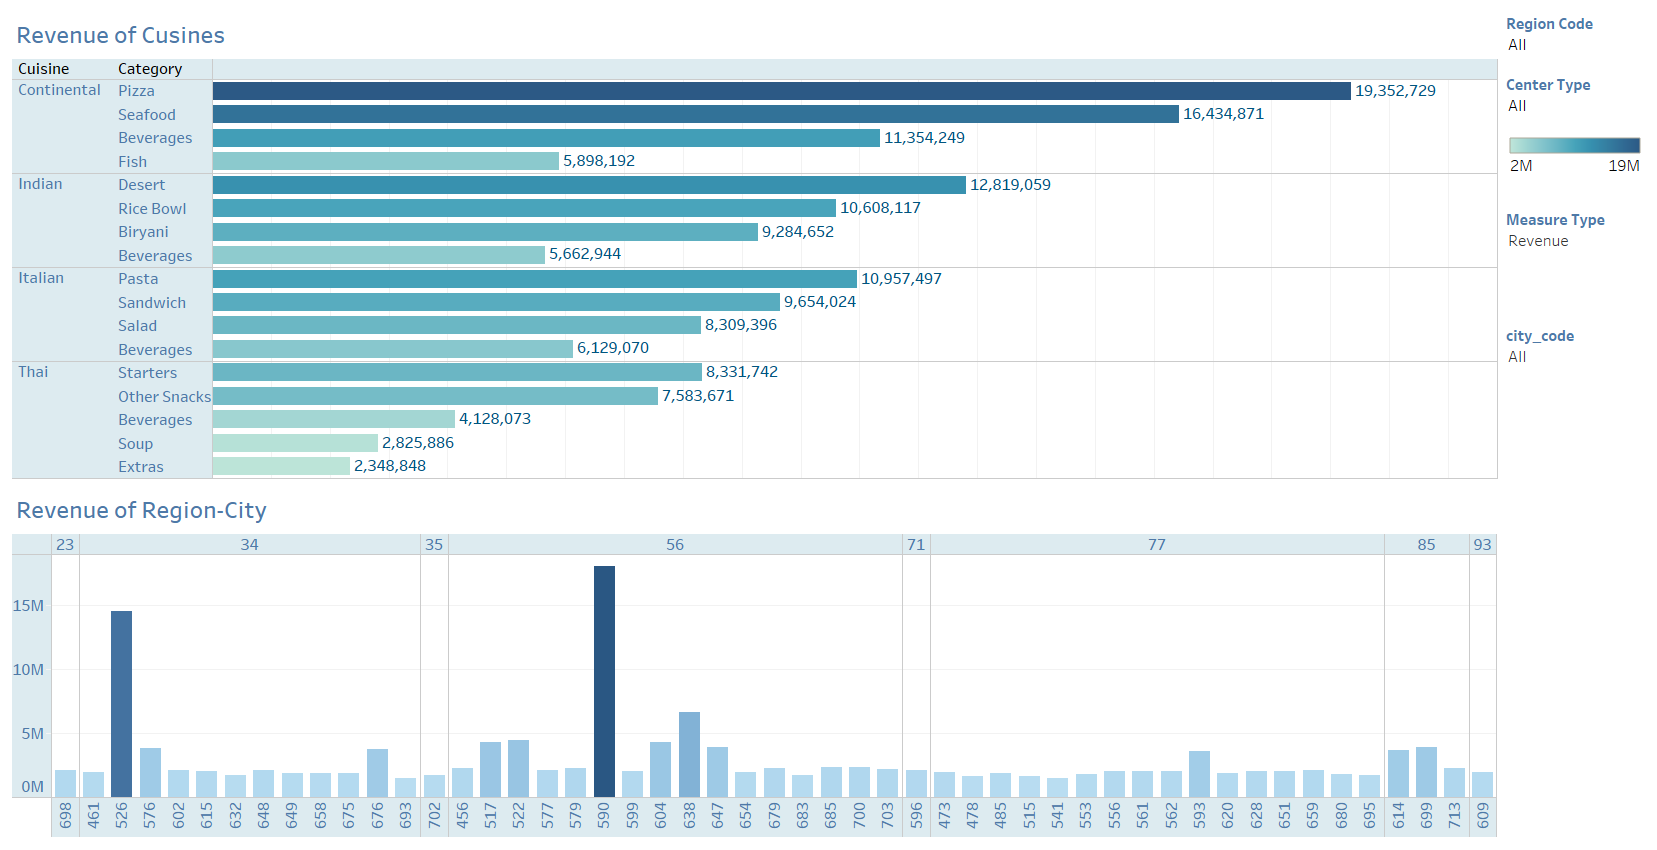 Revenue of Cusines
Cuisine Category
Continental Pizza 19,352,729
Seafood 16,434,871
Beverages 11,354,249
Fish 5,898,192
Indian Desert 12,819,059
Rice Bowl 10,608,117
Biryani 9,284,652
Beverages 5,662,944
Italian Pasta 10,957,497
Sandwich 9,654,024
Salad 8,309,396
Beverages 6,129,070
Thai Starters 8,331,742
Other Snacks 7,583,671
Beverages 4,128,073
Soup 2,825,886
Extras 2,348,848
Region Code
All
Center Type
All
2M 19M
Measure Type
Revenue
city_code
All
Revenue of Region-City
23 34 35 56 71 77 85 93
15M
10M
5M
0M
698 461 526 576 602 615 632 648 649 658 675 676 693 702 456 517 522 577 579 590 599 604 638 647 654 679 683 685 700 703 596 473 478 485 515 541 553 556 561 562 593 620 628 651 659 680 695 614 699 713 609